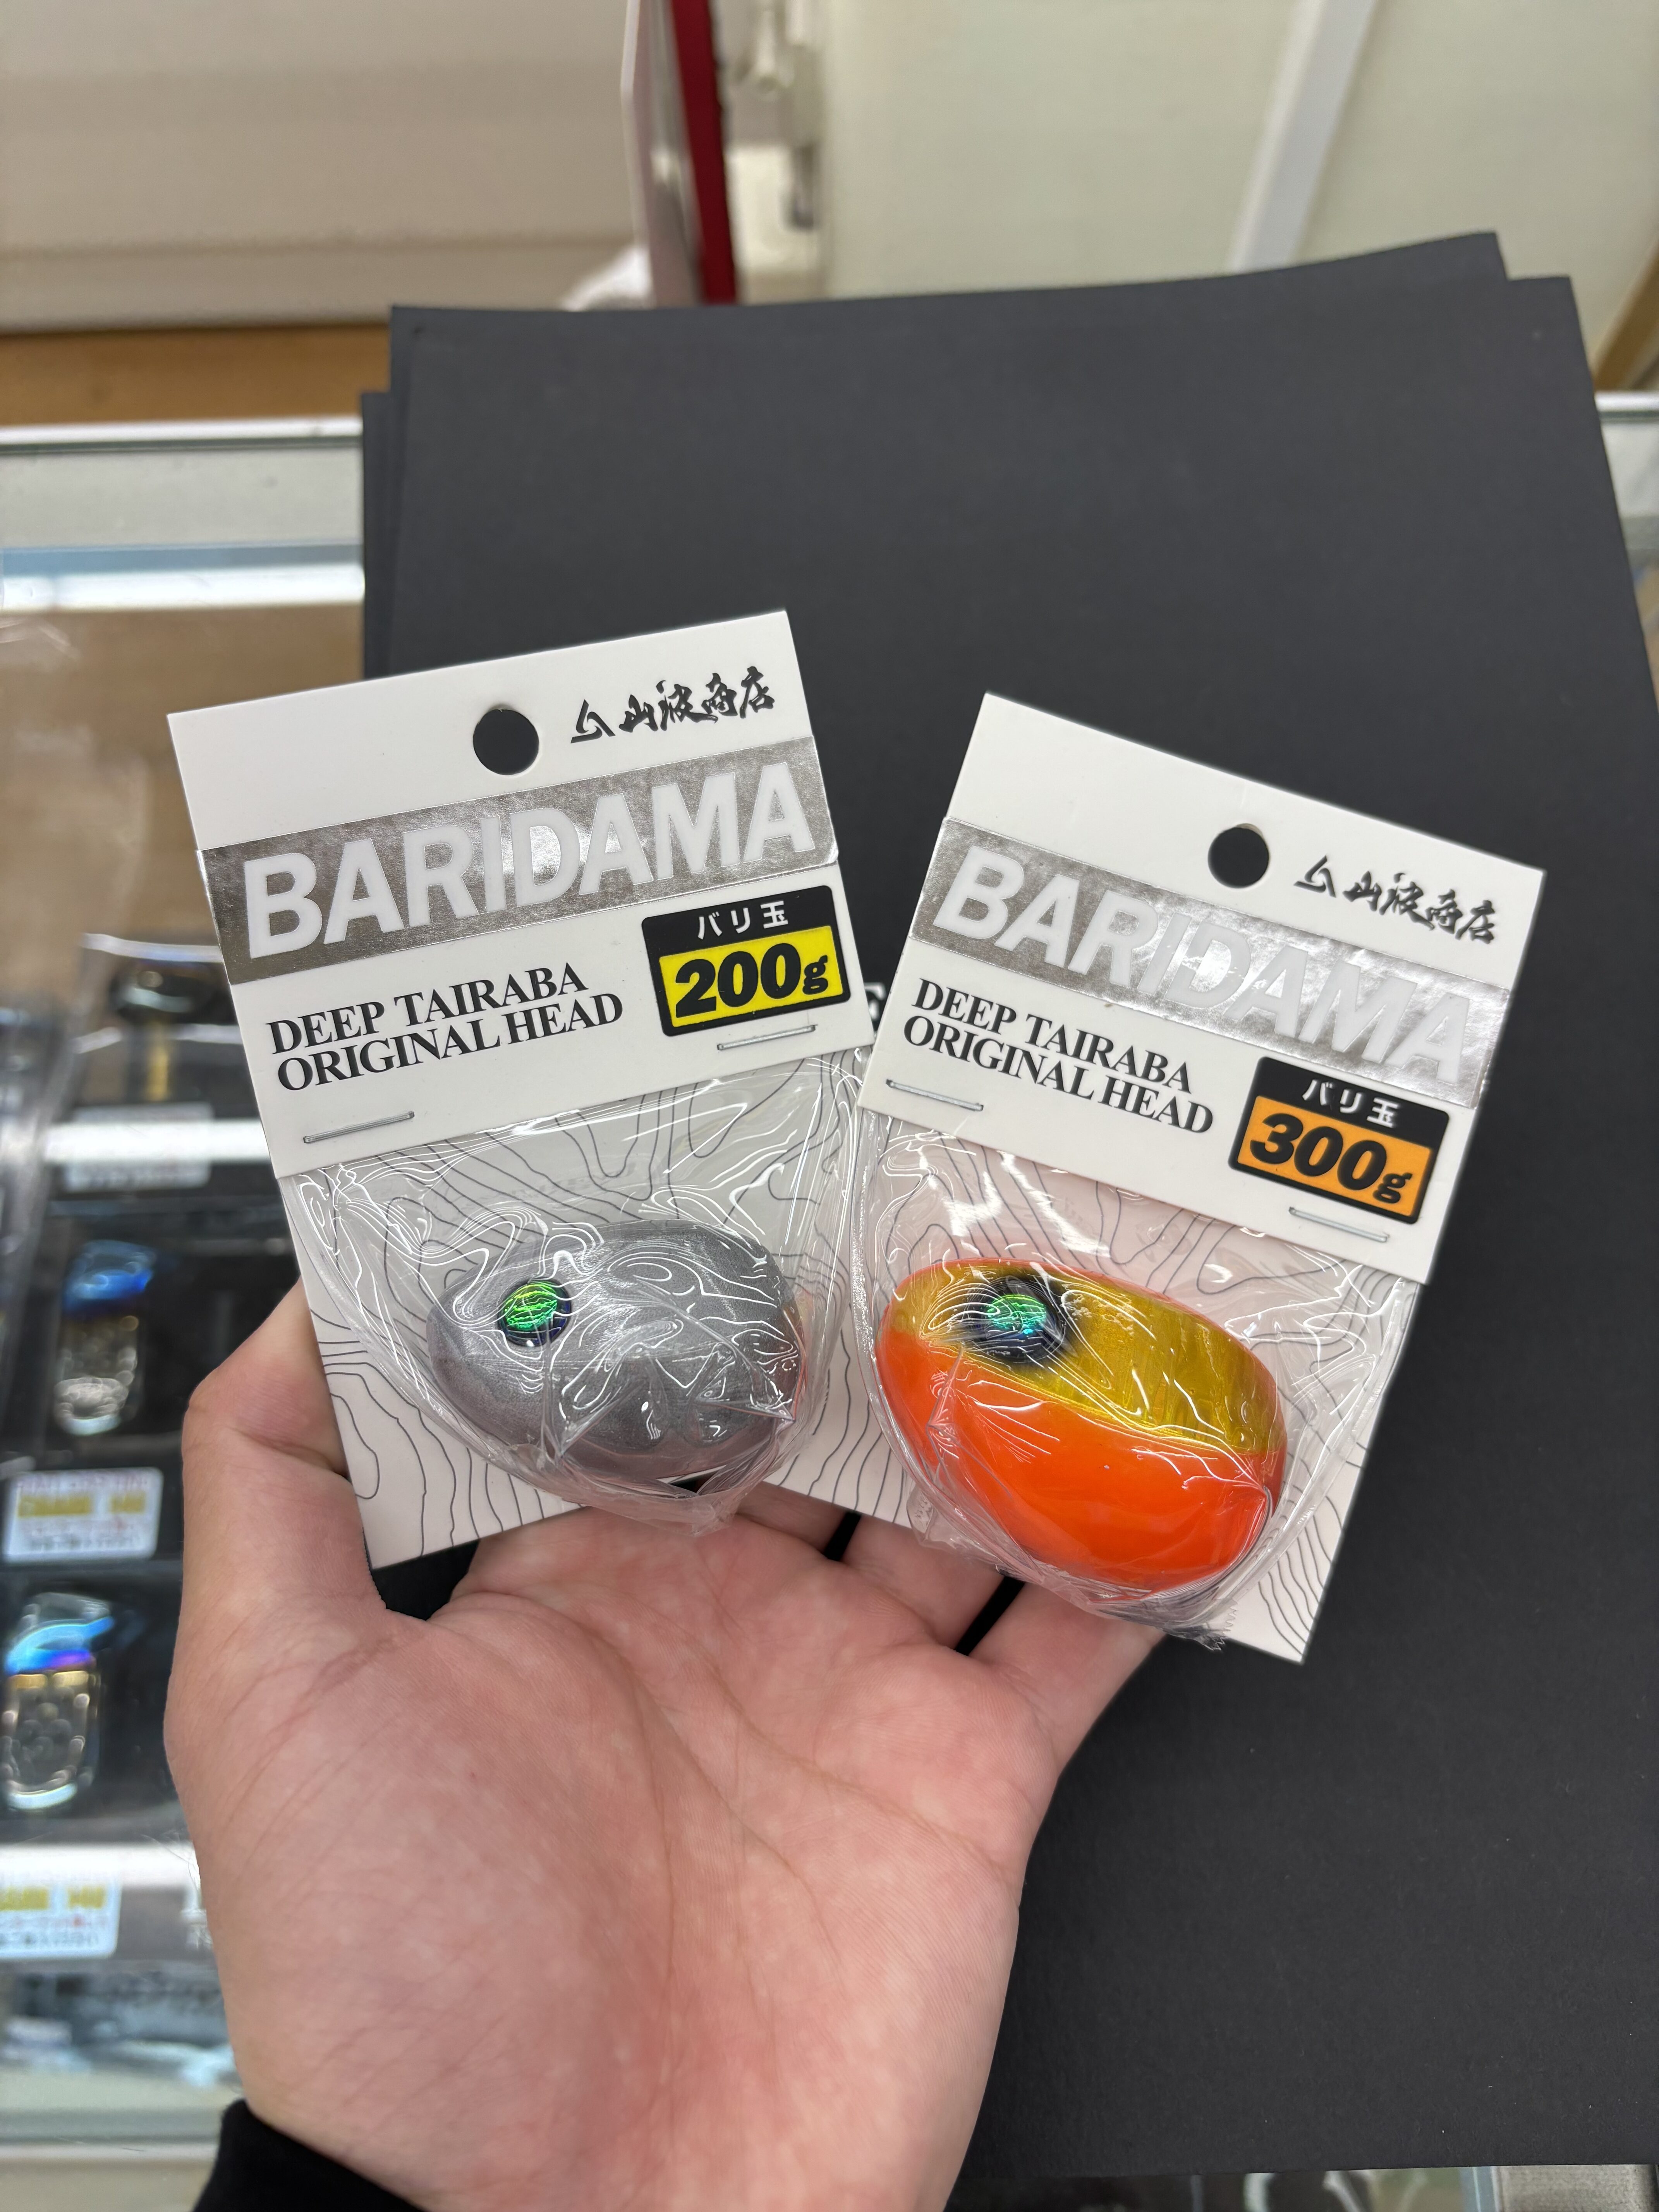 山波商店
BARIDAMA
バリ玉
200g
DEEP TAIRABA
ORIGINAL HEAD
山波商店
BARIDAMA
バリ玉
300g
DEEP TAIRABA
ORIGINAL HEAD